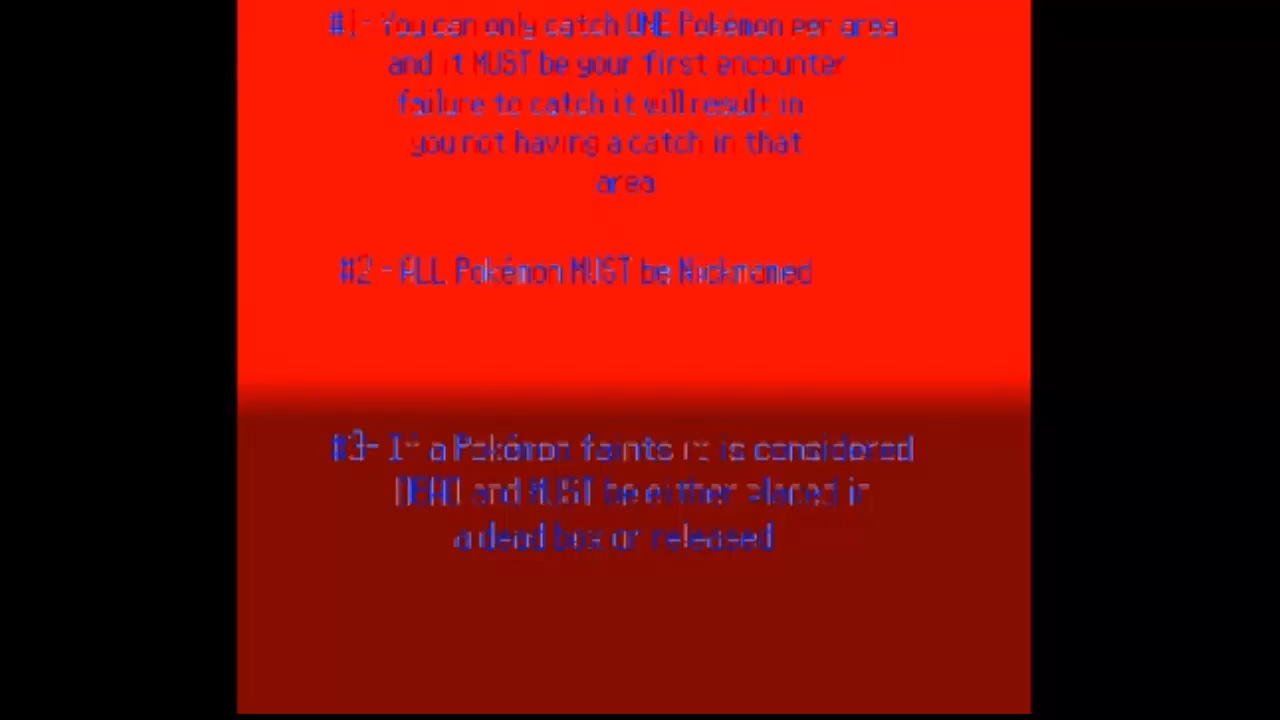 #1- You can only catch ONE Pokémon per area
and it MUST be your first encounter
failure to catch it will result in
you not having a catch in that
area
#2 - ALL Pokémon MUST be Nicknamed
#3- If a Pokémon faints it is considered
DEAD and MUST be either placed in
a dead box or released